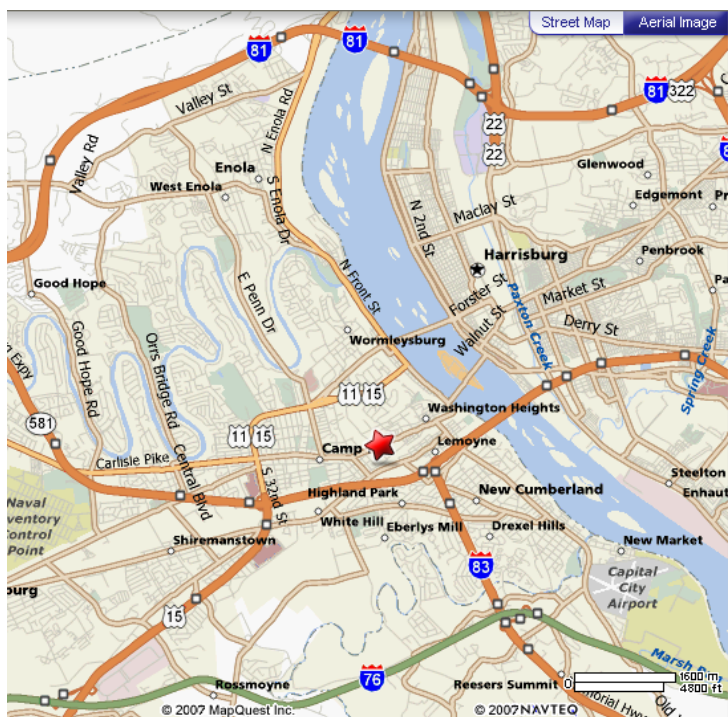 Street Map
Aerial Image
81
81
81
322
Valley St
N Enola Rd
22
22
Valley Rd
Enola
Glenwood
West Enola
S Enola Dr
N 2nd St
Maclay St
Edgemont
Penbrook
Harrisburg
Good Hope
E Penn Dr
N Front St
Forster St
Market St
Walnut St
Paxton Creek
Derry St
Wormleysburg
Good Hope Rd
Orrs Bridge Rd
Expy
Spring Creek
11 15
581
11 15
Washington Heights
Carlisle Pike
Camp
Lemoyne
Central Blvd
S 32nd St
Steelton
Enhaut
Naval
Inventory
Control
Point
Highland Park
New Cumberland
White Hill
Eberlys Mill
Drexel Hills
Shiremanstown
New Market
83
Capital
City
Airport
burg
15
76
Rossmoyne
Reesers Summit
0
1600 m
4800 ft
© 2007 MapQuest Inc.
© 2007 NAVTEQ